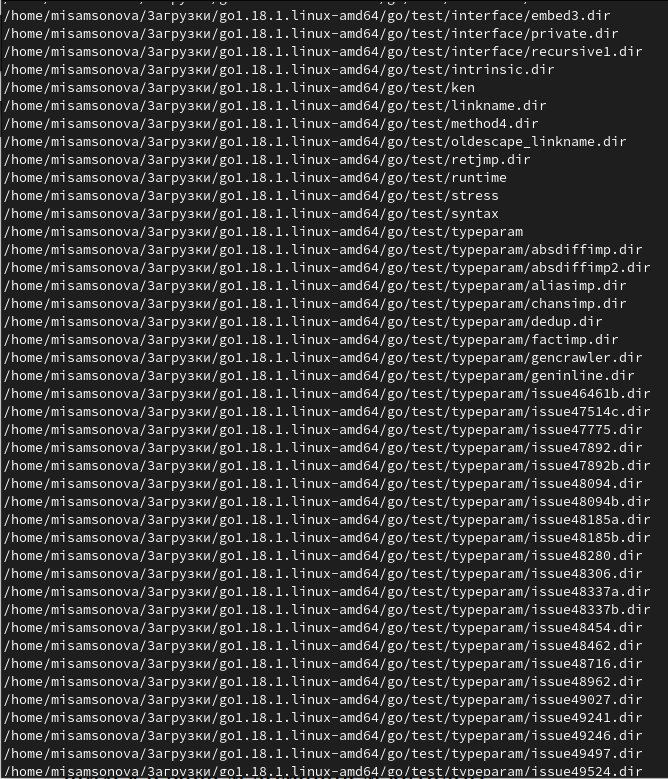 /home/misamsonova/Загрузки/go1.18.1.linux-amd64/go/test/interface/embed3.dir
/home/misamsonova/Загрузки/go1.18.1.linux-amd64/go/test/interface/private.dir
/home/misamsonova/Загрузки/go1.18.1.linux-amd64/go/test/interface/recursive1.dir
/home/misamsonova/Загрузки/go1.18.1.linux-amd64/go/test/intrinsic.dir
/home/misamsonova/Загрузки/go1.18.1.linux-amd64/go/test/ken
/home/misamsonova/Загрузки/go1.18.1.linux-amd64/go/test/linkname.dir
/home/misamsonova/Загрузки/go1.18.1.linux-amd64/go/test/method4.dir
/home/misamsonova/Загрузки/go1.18.1.linux-amd64/go/test/oldescape_linkname.dir
/home/misamsonova/Загрузки/go1.18.1.linux-amd64/go/test/retjmp.dir
/home/misamsonova/Загрузки/go1.18.1.linux-amd64/go/test/runtime
/home/misamsonova/Загрузки/go1.18.1.linux-amd64/go/test/stress
/home/misamsonova/Загрузки/go1.18.1.linux-amd64/go/test/syntax
/home/misamsonova/Загрузки/go1.18.1.linux-amd64/go/test/typeparam
/home/misamsonova/Загрузки/go1.18.1.linux-amd64/go/test/typeparam/absdiffimp.dir
/home/misamsonova/Загрузки/go1.18.1.linux-amd64/go/test/typeparam/absdiffimp2.dir
/home/misamsonova/Загрузки/go1.18.1.linux-amd64/go/test/typeparam/aliasimp.dir
/home/misamsonova/Загрузки/go1.18.1.linux-amd64/go/test/typeparam/chansimp.dir
/home/misamsonova/Загрузки/go1.18.1.linux-amd64/go/test/typeparam/dedup.dir
/home/misamsonova/Загрузки/go1.18.1.linux-amd64/go/test/typeparam/factimp.dir
/home/misamsonova/Загрузки/go1.18.1.linux-amd64/go/test/typeparam/gencrawler.dir
/home/misamsonova/Загрузки/go1.18.1.linux-amd64/go/test/typeparam/geninline.dir
/home/misamsonova/Загрузки/go1.18.1.linux-amd64/go/test/typeparam/issue46461b.dir
/home/misamsonova/Загрузки/go1.18.1.linux-amd64/go/test/typeparam/issue47514c.dir
/home/misamsonova/Загрузки/go1.18.1.linux-amd64/go/test/typeparam/issue47775.dir
/home/misamsonova/Загрузки/go1.18.1.linux-amd64/go/test/typeparam/issue47892.dir
/home/misamsonova/Загрузки/go1.18.1.linux-amd64/go/test/typeparam/issue47892b.dir
/home/misamsonova/Загрузки/go1.18.1.linux-amd64/go/test/typeparam/issue48094.dir
/home/misamsonova/Загрузки/go1.18.1.linux-amd64/go/test/typeparam/issue48094b.dir
/home/misamsonova/Загрузки/go1.18.1.linux-amd64/go/test/typeparam/issue48185a.dir
/home/misamsonova/Загрузки/go1.18.1.linux-amd64/go/test/typeparam/issue48185b.dir
/home/misamsonova/Загрузки/go1.18.1.linux-amd64/go/test/typeparam/issue48280.dir
/home/misamsonova/Загрузки/go1.18.1.linux-amd64/go/test/typeparam/issue48306.dir
/home/misamsonova/Загрузки/go1.18.1.linux-amd64/go/test/typeparam/issue48337a.dir
/home/misamsonova/Загрузки/go1.18.1.linux-amd64/go/test/typeparam/issue48337b.dir
/home/misamsonova/Загрузки/go1.18.1.linux-amd64/go/test/typeparam/issue48454.dir
/home/misamsonova/Загрузки/go1.18.1.linux-amd64/go/test/typeparam/issue48462.dir
/home/misamsonova/Загрузки/go1.18.1.linux-amd64/go/test/typeparam/issue48716.dir
/home/misamsonova/Загрузки/go1.18.1.linux-amd64/go/test/typeparam/issue48962.dir
/home/misamsonova/Загрузки/go1.18.1.linux-amd64/go/test/typeparam/issue49027.dir
/home/misamsonova/Загрузки/go1.18.1.linux-amd64/go/test/typeparam/issue49241.dir
/home/misamsonova/Загрузки/go1.18.1.linux-amd64/go/test/typeparam/issue49246.dir
/home/misamsonova/Загрузки/go1.18.1.linux-amd64/go/test/typeparam/issue49497.dir
/home/misamsonova/Загрузки/go1.18.1.linux-amd64/go/test/typeparam/issue49524.dir